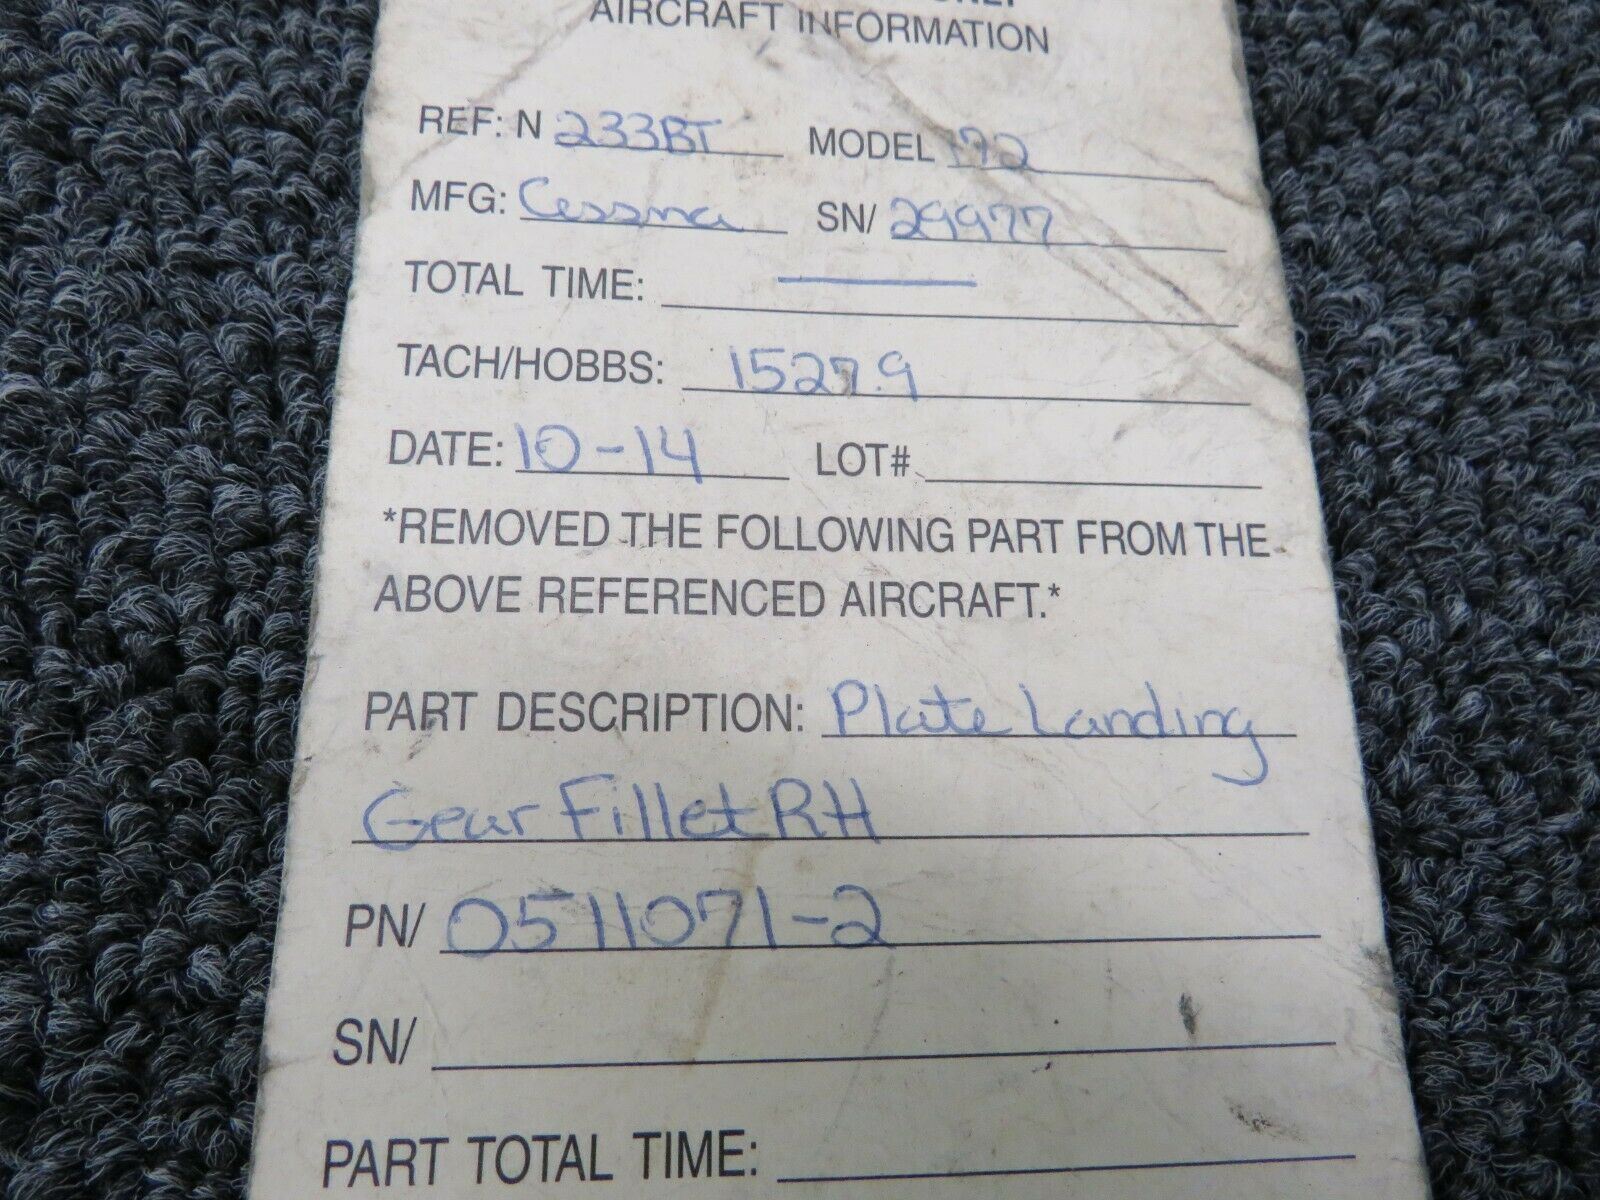 AIRCRAFT INFORMATION
REF: N 233BT MODEL 172
MFG: Cessna SN/ 29977
TOTAL TIME: —
TACH/HOBBS: 1527.9
DATE: 10-14 LOT#
*REMOVED THE FOLLOWING PART FROM THE
ABOVE REFERENCED AIRCRAFT.*
PART DESCRIPTION: Plate Landing
Gear Fillet RH
PN/ 0511071-2
SN/
PART TOTAL TIME: